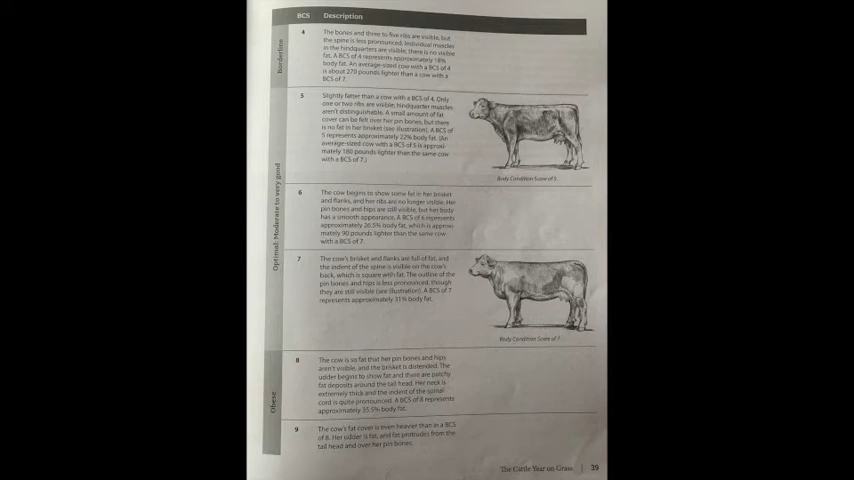 BCS Description
Borderline
4 The bones and three to five ribs are visible, but
the spine is less pronounced. Individual muscles
in the hindquarters are visible; there is no visible
fat. A BCS of 4 represents approximately 18%
body fat. An average-sized cow with a BCS of 4
is about 270 pounds lighter than a cow with a
BCS of 7.
Optimal: Moderate to very good
5 Slightly fatter than a cow with a BCS of 4. Only
one or two ribs are visible; hindquarter muscles
aren't distinguishable. A small amount of fat
cover can be felt over her pin bones, but there
is no fat in her brisket (see illustration). A BCS of
5 represents approximately 22% body fat. (An
average-sized cow with a BCS of 5 is approxi-
mately 180 pounds lighter than the same cow
with a BCS of 7.)
Body Condition Score of 5
6 The cow begins to show some fat in her brisket
and flanks, and her ribs are no longer visible. Her
pin bones and hips are still visible, but her body
has a smooth appearance. A BCS of 6 represents
approximately 26.5% body fat, which is approxi-
mately 90 pounds lighter than the same cow
with a BCS of 7.
7 The cow's brisket and flanks are full of fat, and
the indent of the spine is visible on the cow's
back, which is square with fat. The outline of the
pin bones and hips is less pronounced, though
they are still visible (see illustration). A BCS of 7
represents approximately 31% body fat.
Body Condition Score of 7
Obese
8 The cow is so fat that her pin bones and hips
aren't visible, and the brisket is distended. The
udder begins to show fat and there are patchy
fat deposits around the tail head. Her neck is
extremely thick and the indent of the spinal
cord is quite pronounced. A BCS of 8 represents
approximately 35.5% body fat.
9 The cow's fat cover is even heavier than in a BCS
of 8. Her udder is fat, and fat protrudes from the
tail head and over her pin bones.
The Cattle Year on Grass | 39